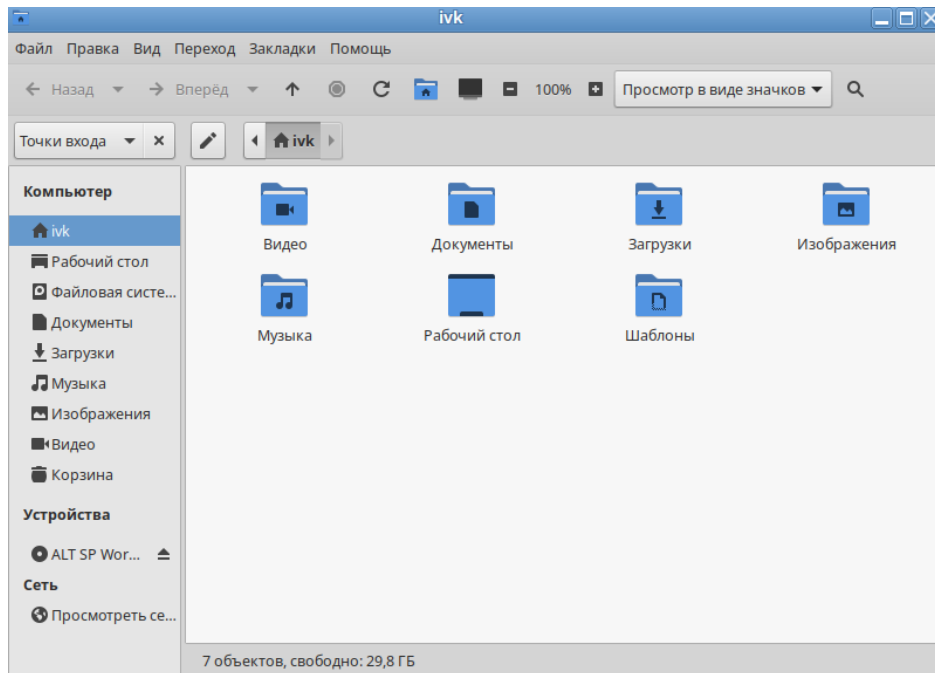 ivk
Файл Правка Вид Переход Закладки Помощь
Назад Вперёд 100% Просмотр в виде значков
Точки входа ivk
Компьютер
ivk
Рабочий стол
Файловая систе...
Документы
Загрузки
Музыка
Изображения
Видео
Корзина
Устройства
ALT SP Wor...
Сеть
Просмотреть се...
Видео Документы Загрузки Изображения
Музыка Рабочий стол Шаблоны
7 объектов, свободно: 29,8 ГБ